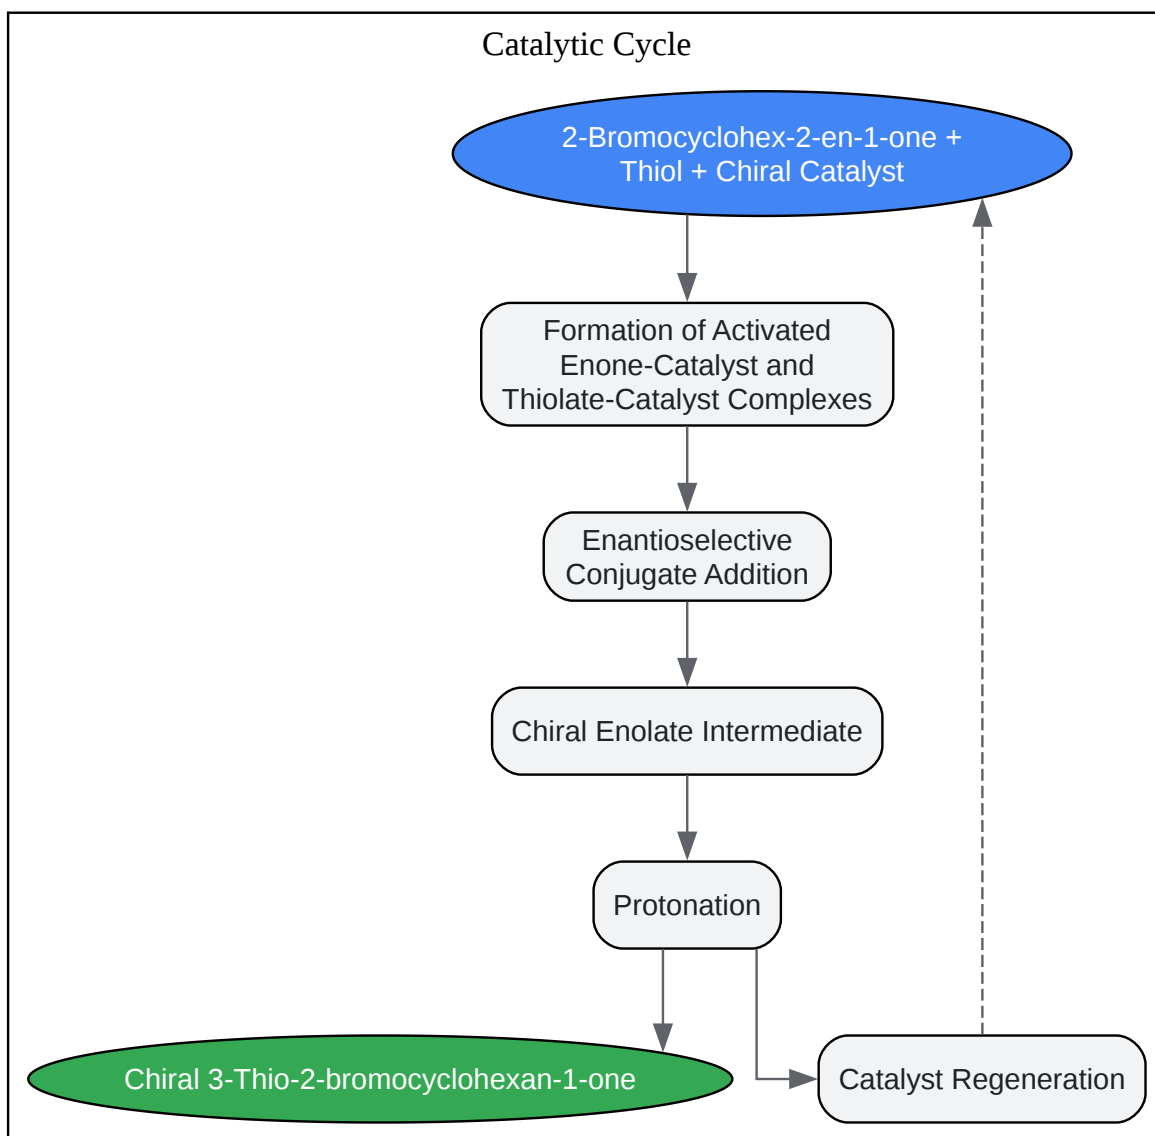 Catalytic Cycle
2-Bromocyclohex-2-en-1-one +
Thiol + Chiral Catalyst
Formation of Activated
Enone-Catalyst and
Thiolate-Catalyst Complexes
Enantioselective
Conjugate Addition
Chiral Enolate Intermediate
Protonation
Chiral 3-Thio-2-bromocyclohexan-1-one
Catalyst Regeneration